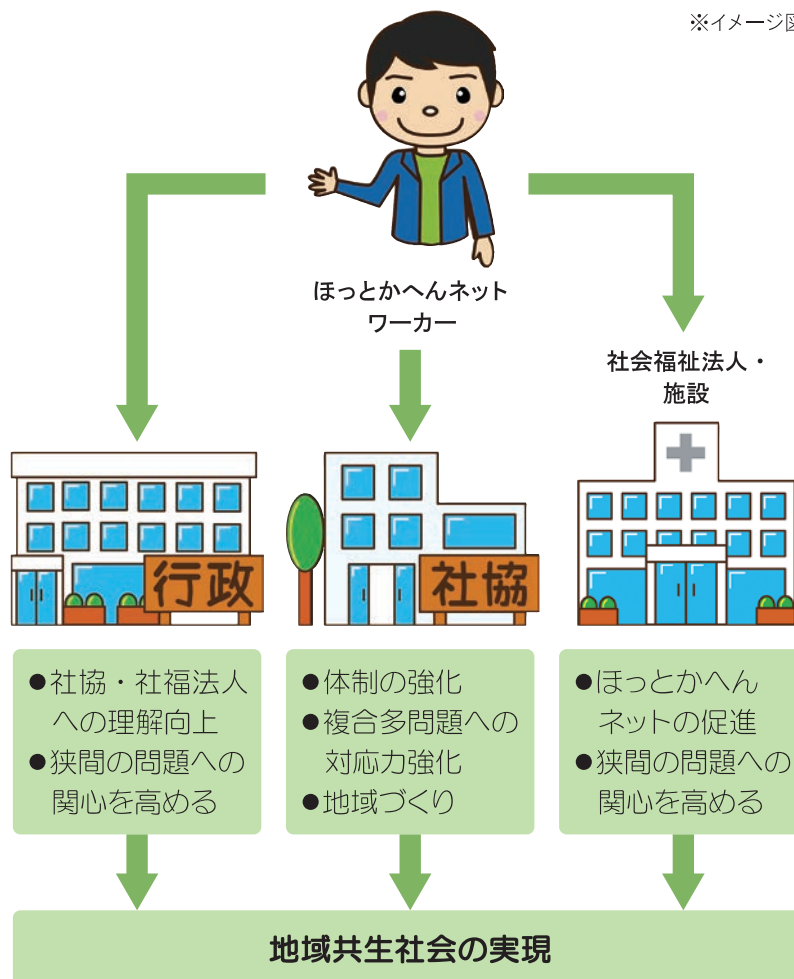 ※イメージ図
ほっとかへんネット
ワーカー
社会福祉法人・
施設
行政
社協
●社協・社福法人
への理解向上
●狭間の問題への
関心を高める
●体制の強化
●複合多問題への
対応力強化
●地域づくり
●ほっとかへん
ネットの促進
●狭間の問題への
関心を高める
地域共生社会の実現